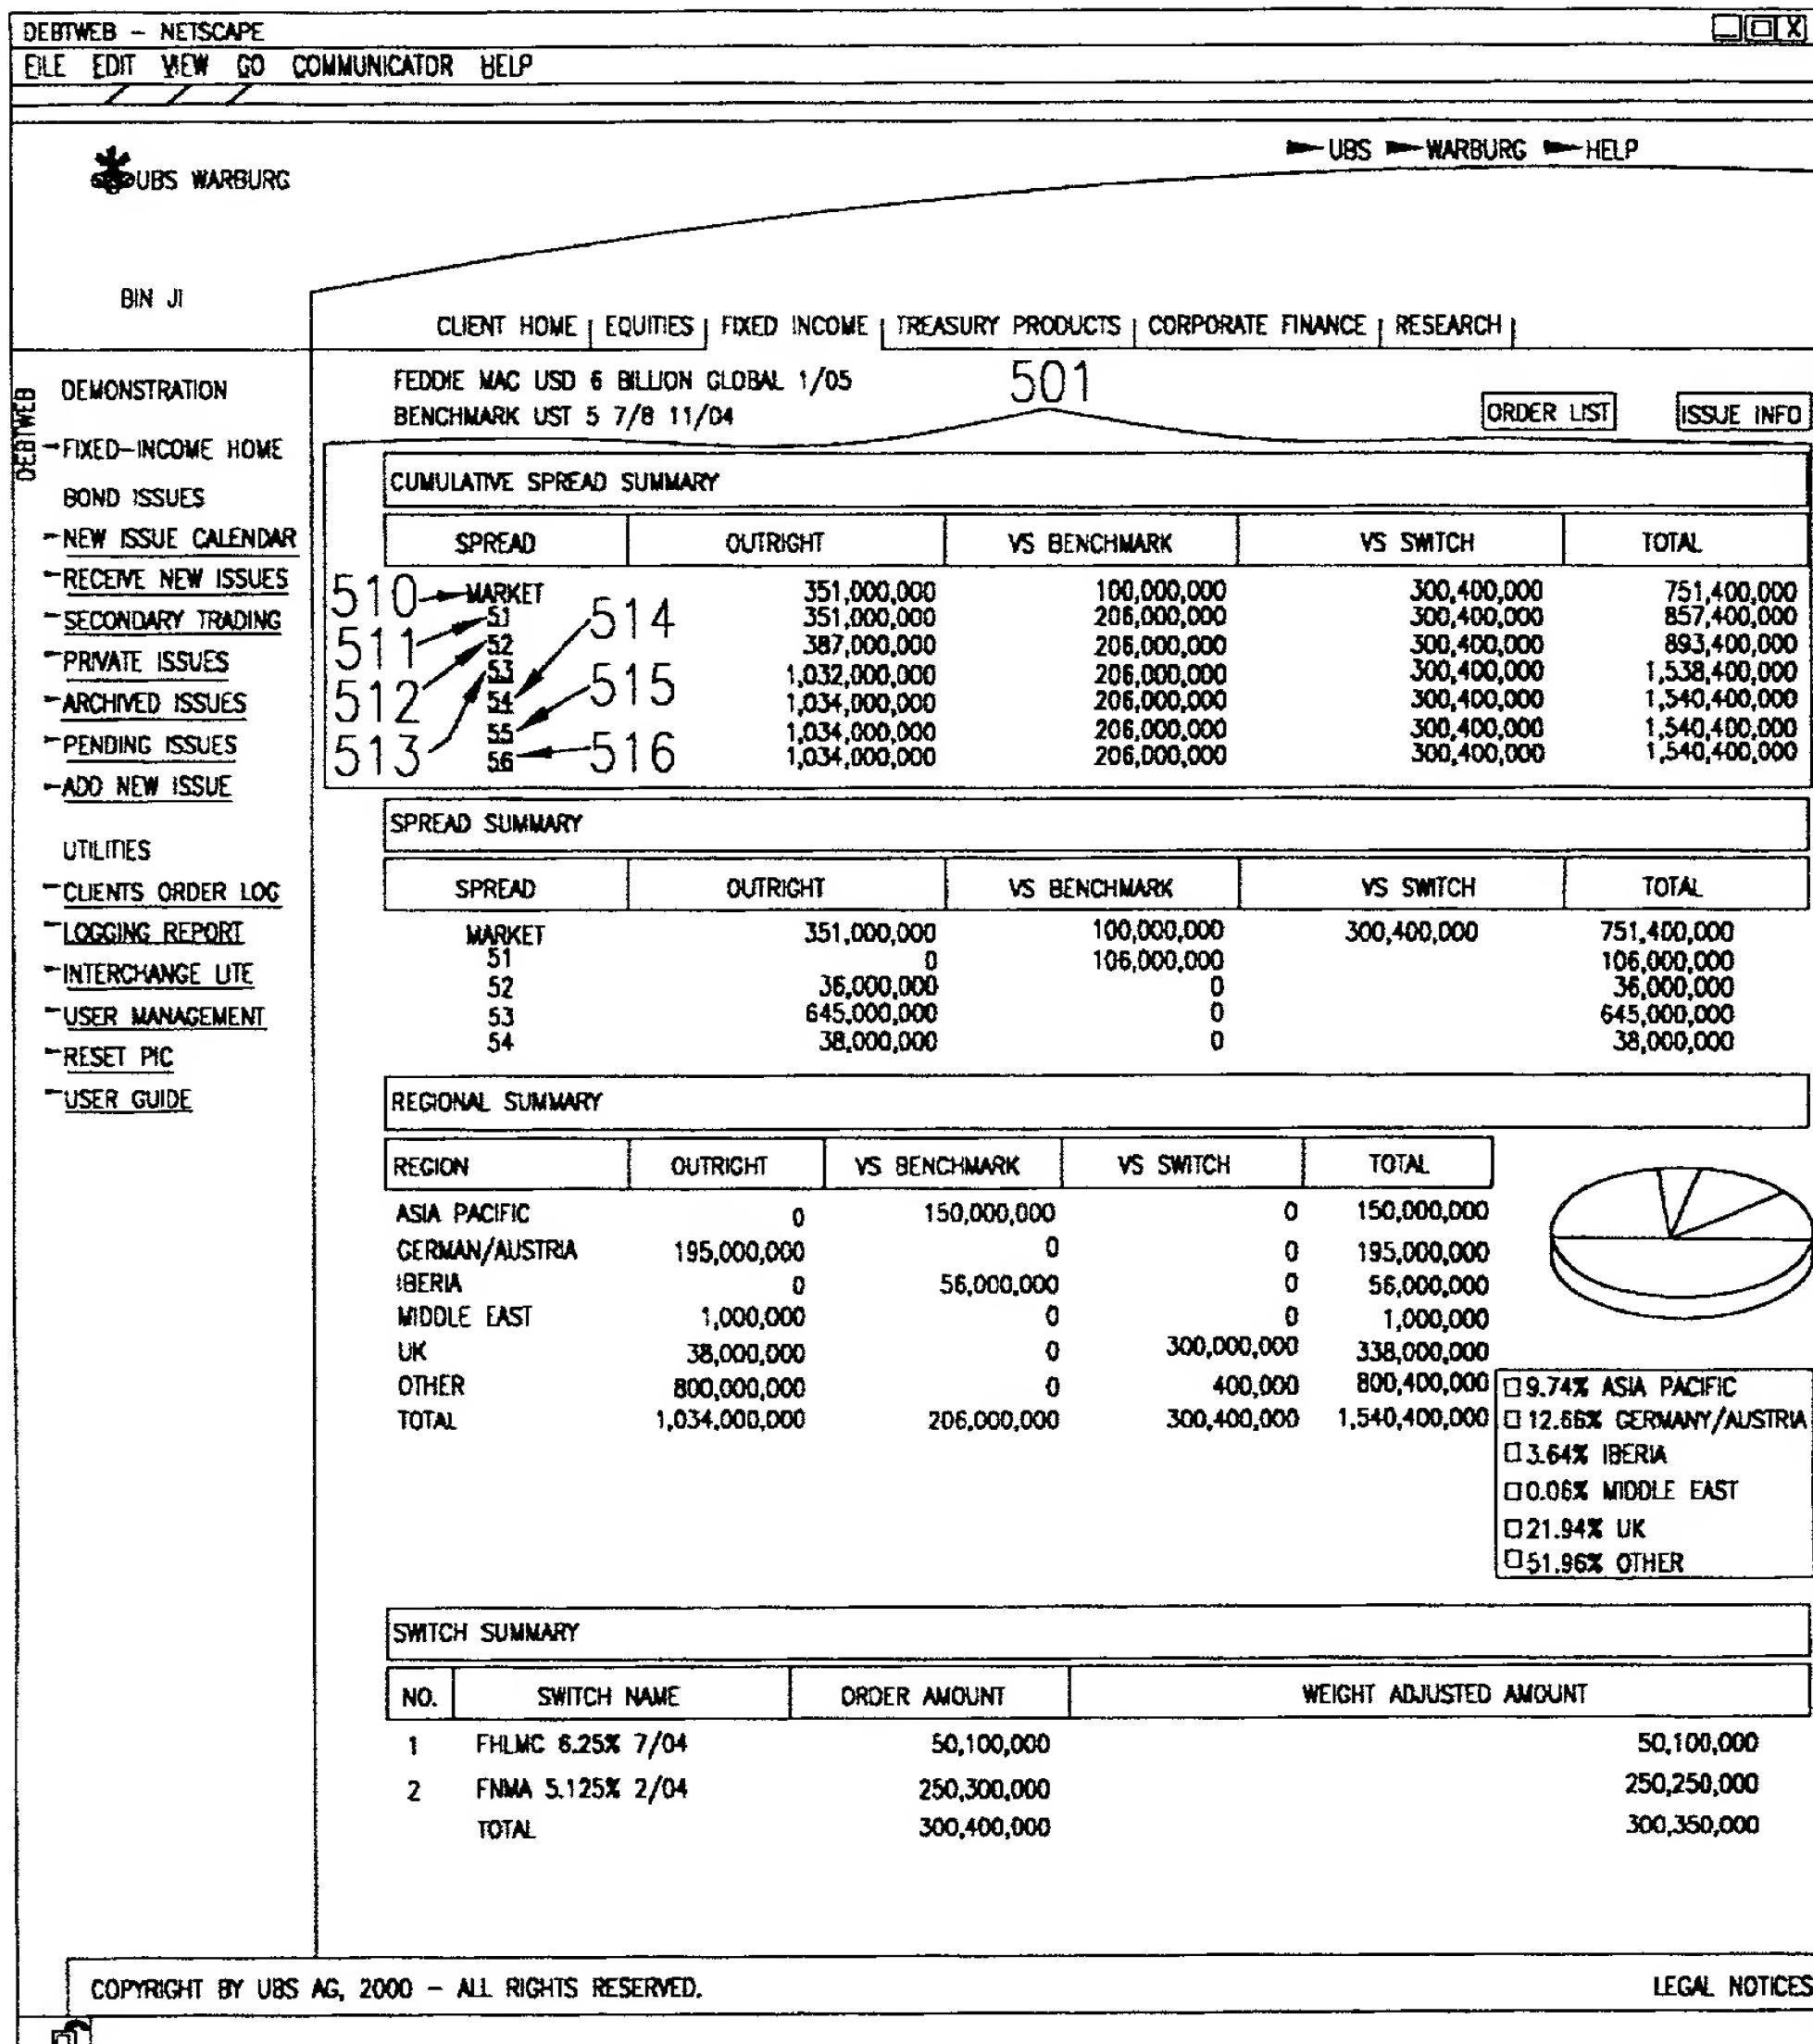 DEBTWEB – NETSCAPE
FILE EDIT VIEW GO COMMUNICATOR HELP
UBS WARBURG HELP
UBS WARBURG
BIN JI
CLIENT HOME | EQUITIES | FIXED INCOME | TREASURY PRODUCTS | CORPORATE FINANCE | RESEARCH |
DEBTWEB
DEMONSTRATION
FIXED–INCOME HOME
BOND ISSUES
NEW ISSUE CALENDAR
RECEIVE NEW ISSUES
SECONDARY TRADING
PRIVATE ISSUES
ARCHIVED ISSUES
PENDING ISSUES
ADD NEW ISSUE
UTILITIES
CLIENTS ORDER LOG
LOGGING REPORT
INTERCHANGE LITE
USER MANAGEMENT
RESET PIC
USER GUIDE
FEDDIE MAC USD 6 BILLION GLOBAL 1/05
BENCHMARK UST 5 7/8 11/04
501
ORDER LIST ISSUE INFO
CUMULATIVE SPREAD SUMMARY
SPREAD OUTRIGHT VS BENCHMARK VS SWITCH TOTAL
510 MARKET 351,000,000 100,000,000 300,400,000 751,400,000
511 51 514 351,000,000 206,000,000 300,400,000 857,400,000
512 52 387,000,000 206,000,000 300,400,000 893,400,000
513 53 515 1,032,000,000 206,000,000 300,400,000 1,538,400,000
54 1,034,000,000 206,000,000 300,400,000 1,540,400,000
55 1,034,000,000 206,000,000 300,400,000 1,540,400,000
56 516 1,034,000,000 206,000,000 300,400,000 1,540,400,000
SPREAD SUMMARY
SPREAD OUTRIGHT VS BENCHMARK VS SWITCH TOTAL
MARKET 351,000,000 100,000,000 300,400,000 751,400,000
51 0 106,000,000 106,000,000
52 36,000,000 0 36,000,000
53 645,000,000 0 645,000,000
54 38,000,000 0 38,000,000
REGIONAL SUMMARY
REGION OUTRIGHT VS BENCHMARK VS SWITCH TOTAL
ASIA PACIFIC 0 150,000,000 0 150,000,000
GERMAN/AUSTRIA 195,000,000 0 0 195,000,000
IBERIA 0 56,000,000 0 56,000,000
MIDDLE EAST 1,000,000 0 0 1,000,000
UK 38,000,000 0 300,000,000 338,000,000
OTHER 800,000,000 0 400,000 800,400,000
TOTAL 1,034,000,000 206,000,000 300,400,000 1,540,400,000
9.74% ASIA PACIFIC
12.66% GERMANY/AUSTRIA
3.64% IBERIA
0.06% MIDDLE EAST
21.94% UK
51.96% OTHER
SWITCH SUMMARY
NO. SWITCH NAME ORDER AMOUNT WEIGHT ADJUSTED AMOUNT
1 FHLMC 6.25% 7/04 50,100,000 50,100,000
2 FNMA 5.125% 2/04 250,300,000 250,250,000
TOTAL 300,400,000 300,350,000
COPYRIGHT BY UBS AG, 2000 – ALL RIGHTS RESERVED. LEGAL NOTICES